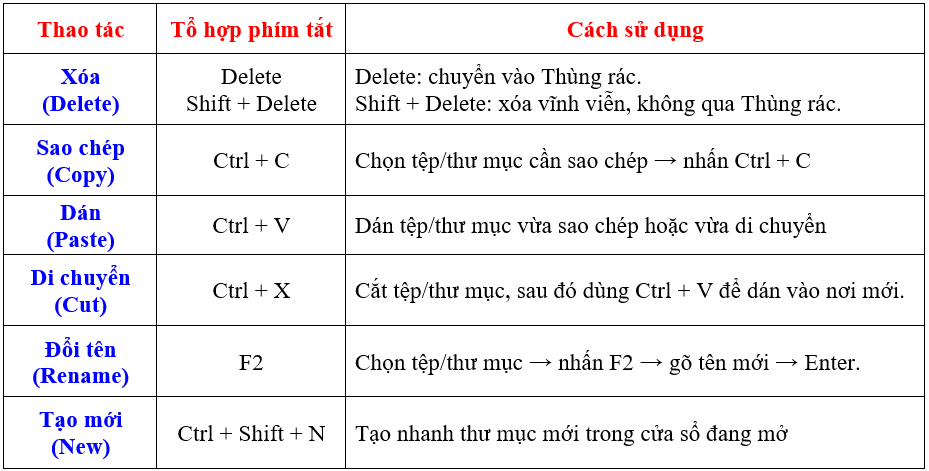 Thao tác
Tổ hợp phím tắt
Cách sử dụng
Xóa
(Delete)
Delete
Shift + Delete
Delete: chuyển vào Thùng rác.
Shift + Delete: xóa vĩnh viễn, không qua Thùng rác.
Sao chép
(Copy)
Ctrl + C
Chọn tệp/thư mục cần sao chép → nhấn Ctrl + C
Dán
(Paste)
Ctrl + V
Dán tệp/thư mục vừa sao chép hoặc vừa di chuyển
Di chuyển
(Cut)
Ctrl + X
Cắt tệp/thư mục, sau đó dùng Ctrl + V để dán vào nơi mới.
Đổi tên
(Rename)
F2
Chọn tệp/thư mục → nhấn F2 → gõ tên mới → Enter.
Tạo mới
(New)
Ctrl + Shift + N
Tạo nhanh thư mục mới trong cửa sổ đang mở